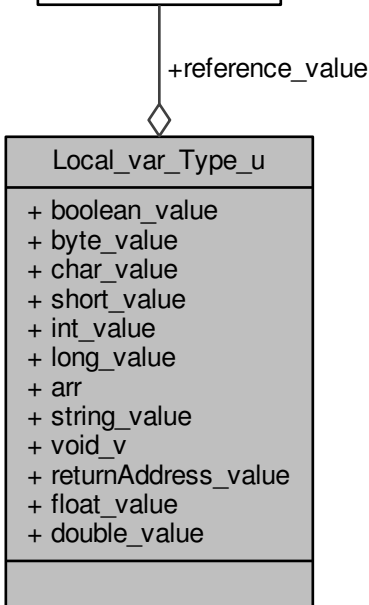 +reference_value
Local_var_Type_u
+ boolean_value
+ byte_value
+ char_value
+ short_value
+ int_value
+ long_value
+ arr
+ string_value
+ void_v
+ returnAddress_value
+ float_value
+ double_value